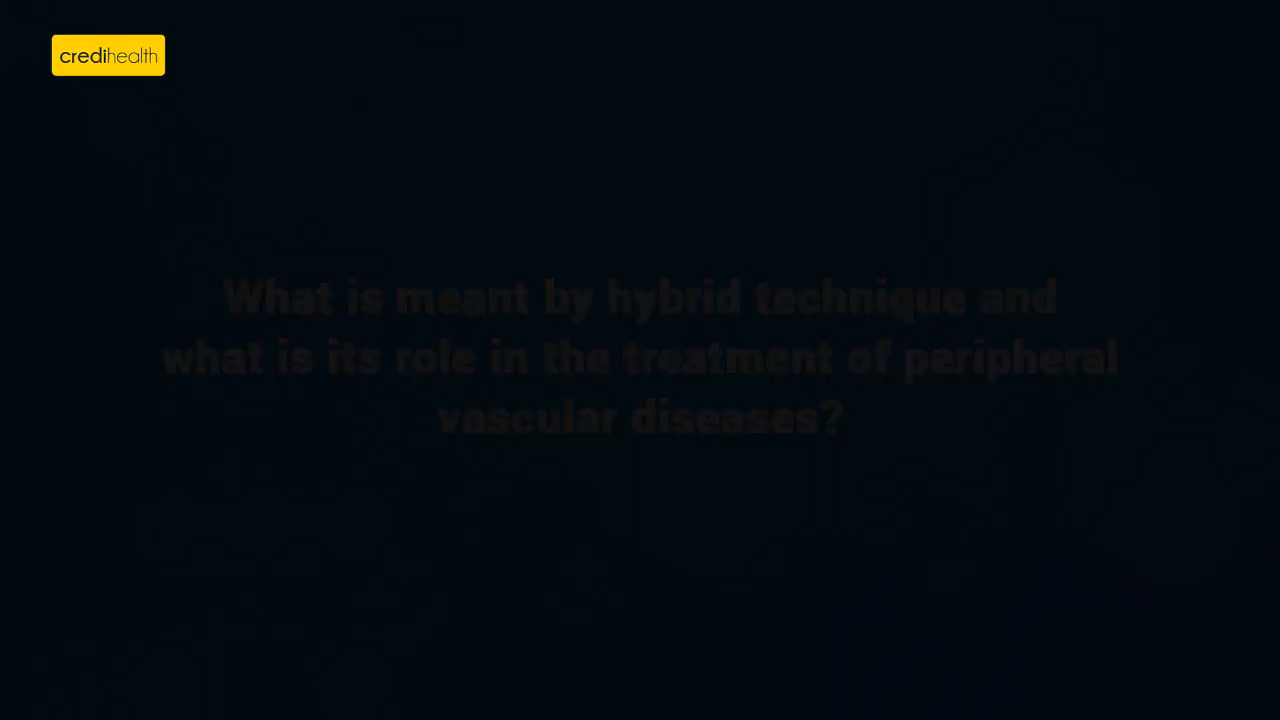 credihealth
What is meant by hybrid technique and
what is its role in the treatment of peripheral
vascular diseases?